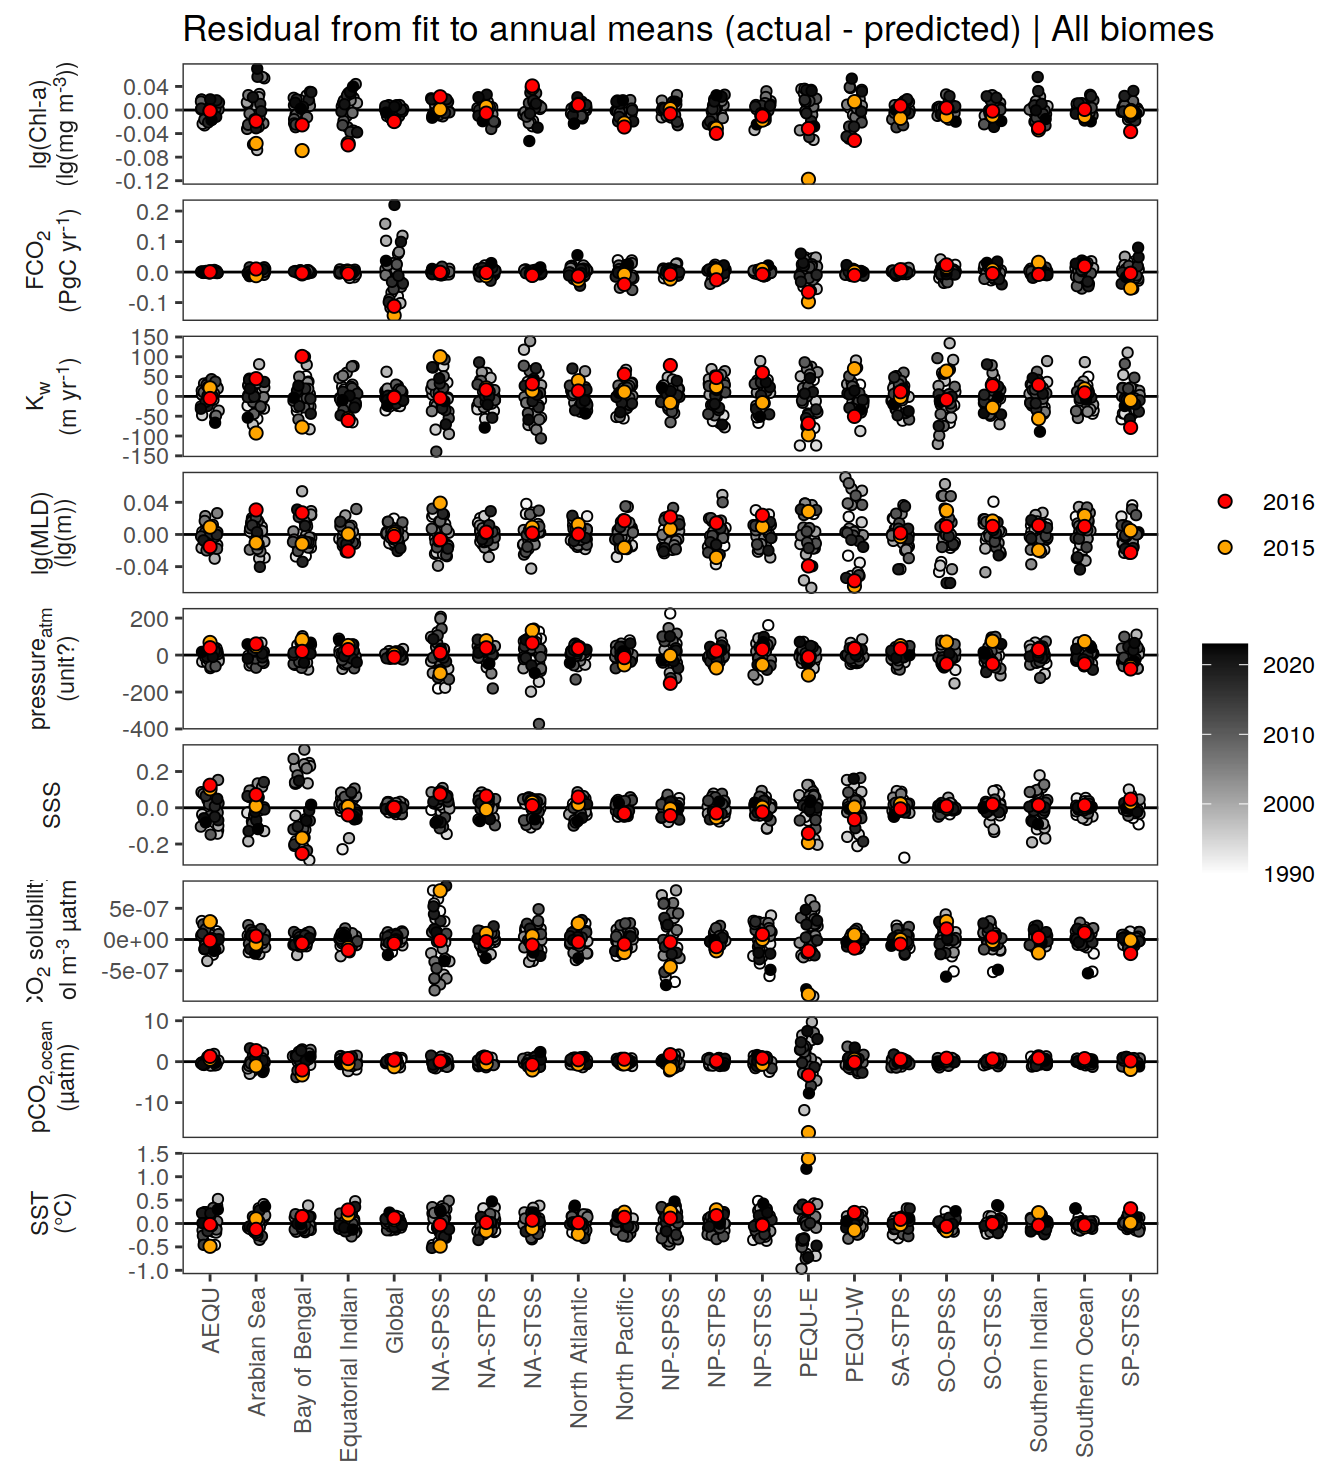 Residual from fit to annual means (actual - predicted) | All biomes
lg(Chl-a)
(lg(mg m⁻³))
0.04
0.00
-0.04
-0.08
-0.12
FCO₂
(PgC yr⁻¹)
0.2
0.1
0.0
-0.1
K_w
(m yr⁻¹)
150
100
50
0
-50
-100
-150
lg(MLD)
(lg(m))
0.04
0.00
-0.04
pressure_atm
(unit?)
200
0
-200
-400
SSS
0.2
0.0
-0.2
CO₂ solubility
ol m⁻³ µatm
5e-07
0e+00
-5e-07
pCO₂,ocean
(µatm)
10
0
-10
SST
(°C)
1.5
1.0
0.5
0.0
-0.5
-1.0
AEQU
Arabian Sea
Bay of Bengal
Equatorial Indian
Global
NA-SPSS
NA-STPS
NA-STSS
North Atlantic
North Pacific
NP-SPSS
NP-STPS
NP-STSS
PEQU-E
PEQU-W
SA-STPS
SO-SPSS
SO-STSS
Southern Indian
Southern Ocean
SP-STSS
2016
2015
2020
2010
2000
1990